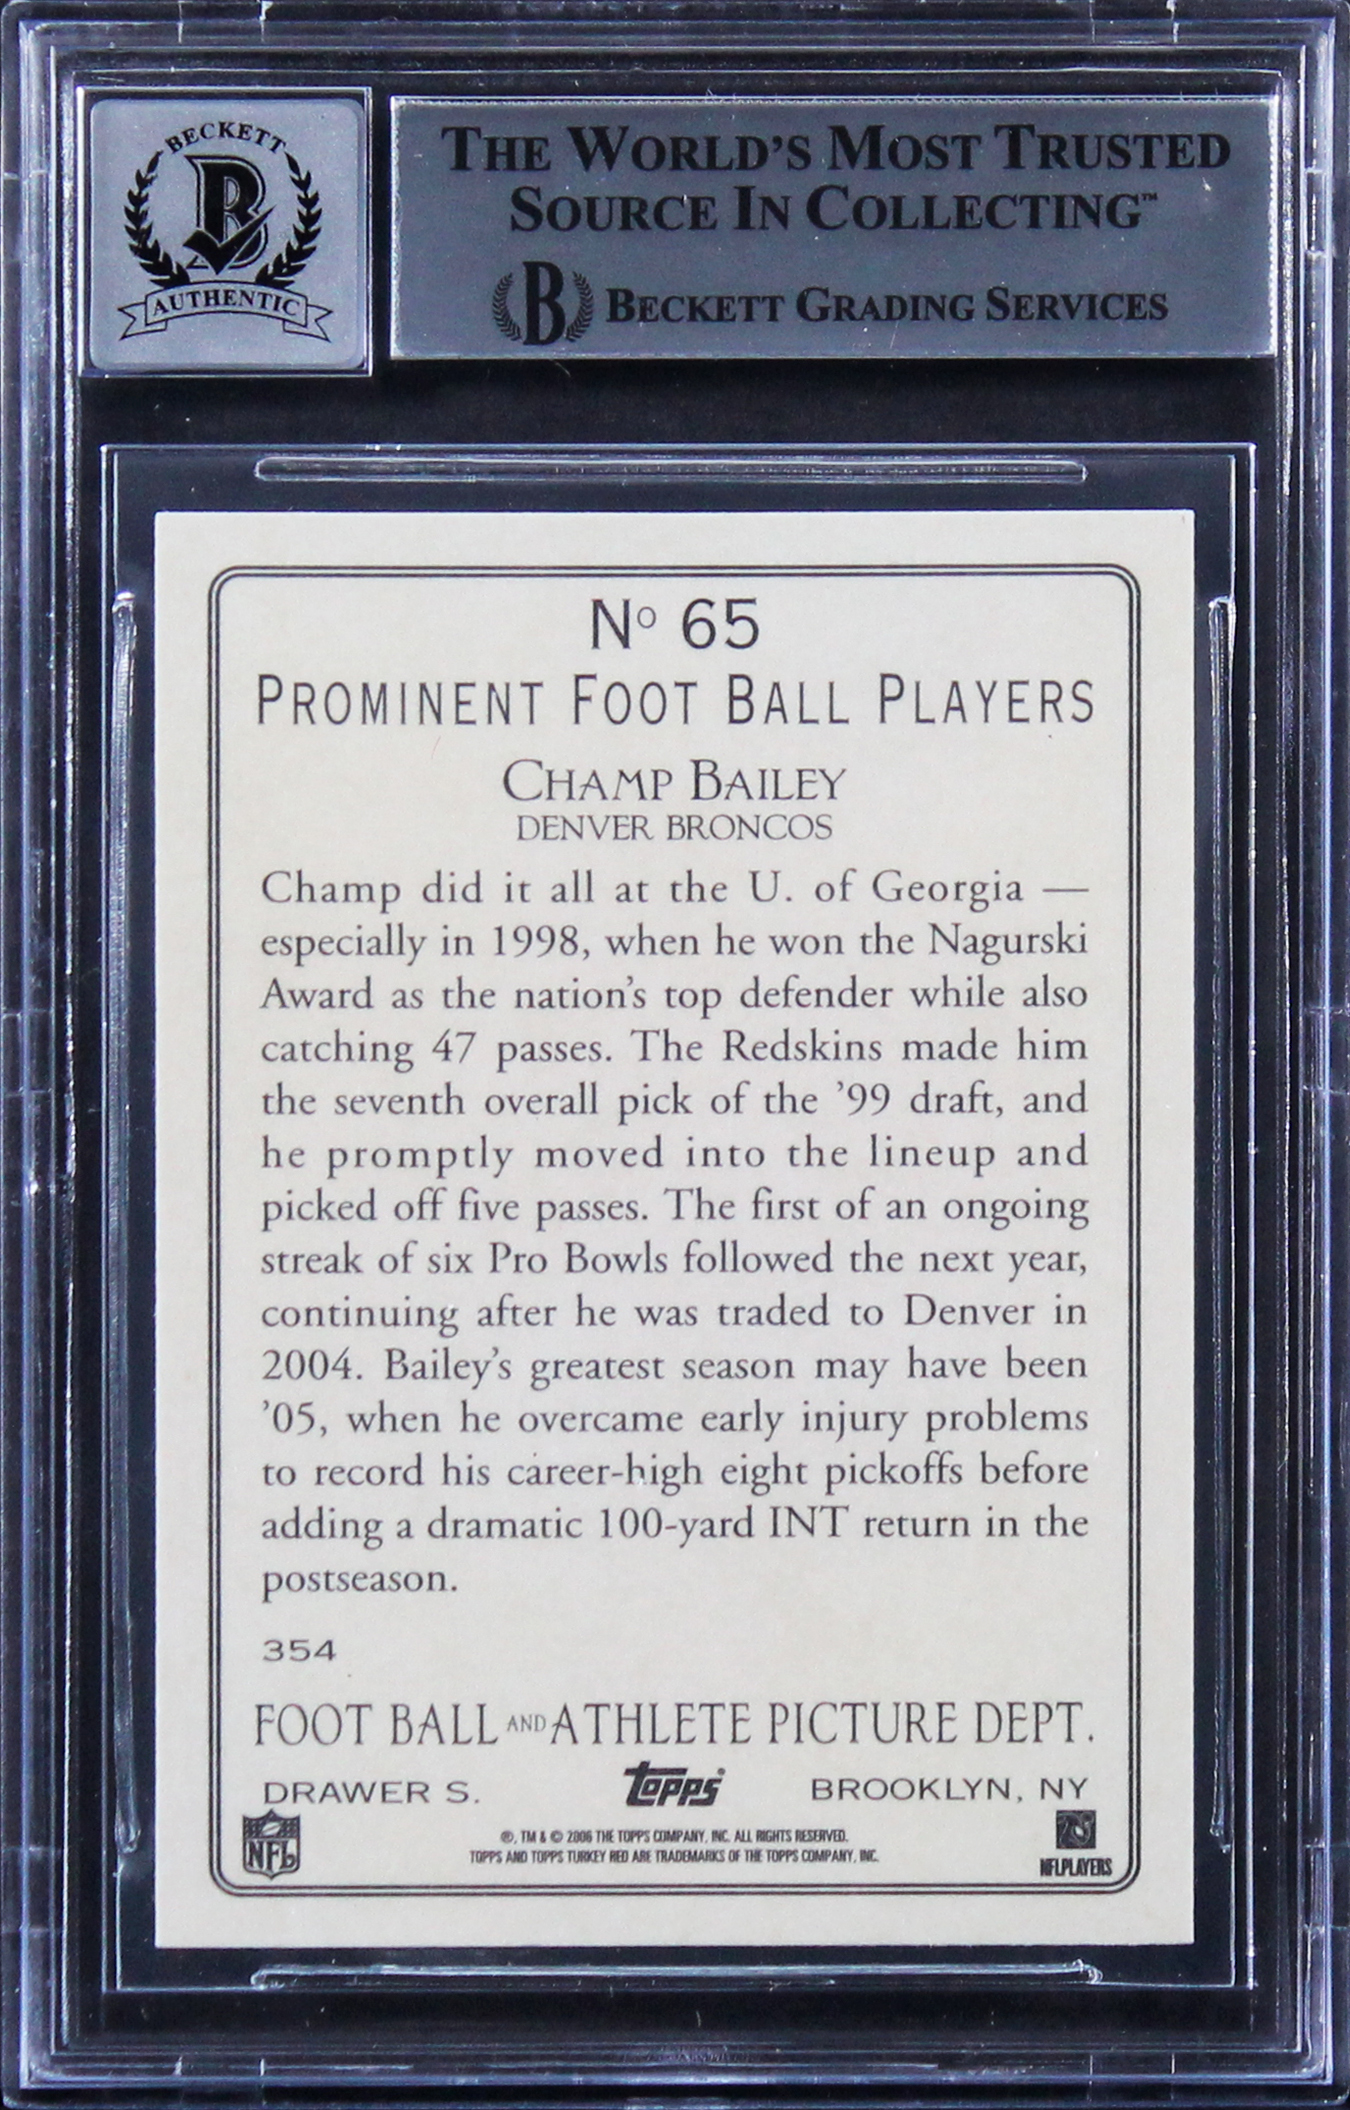 BECKETT
B
AUTHENTIC
THE WORLD'S MOST TRUSTED
SOURCE IN COLLECTING™
B BECKETT GRADING SERVICES
Nº 65
PROMINENT FOOT BALL PLAYERS
CHAMP BAILEY
DENVER BRONCOS
Champ did it all at the U. of Georgia —
especially in 1998, when he won the Nagurski
Award as the nation's top defender while also
catching 47 passes. The Redskins made him
the seventh overall pick of the '99 draft, and
he promptly moved into the lineup and
picked off five passes. The first of an ongoing
streak of six Pro Bowls followed the next year,
continuing after he was traded to Denver in
2004. Bailey's greatest season may have been
'05, when he overcame early injury problems
to record his career-high eight pickoffs before
adding a dramatic 100-yard INT return in the
postseason.
354
FOOT BALL AND ATHLETE PICTURE DEPT.
DRAWER S. topps BROOKLYN, NY
®, TM & © 2006 THE TOPPS COMPANY, INC. ALL RIGHTS RESERVED.
TOPPS AND TOPPS TURKEY RED ARE TRADEMARKS OF THE TOPPS COMPANY, INC.
NFL
NFLPLAYERS